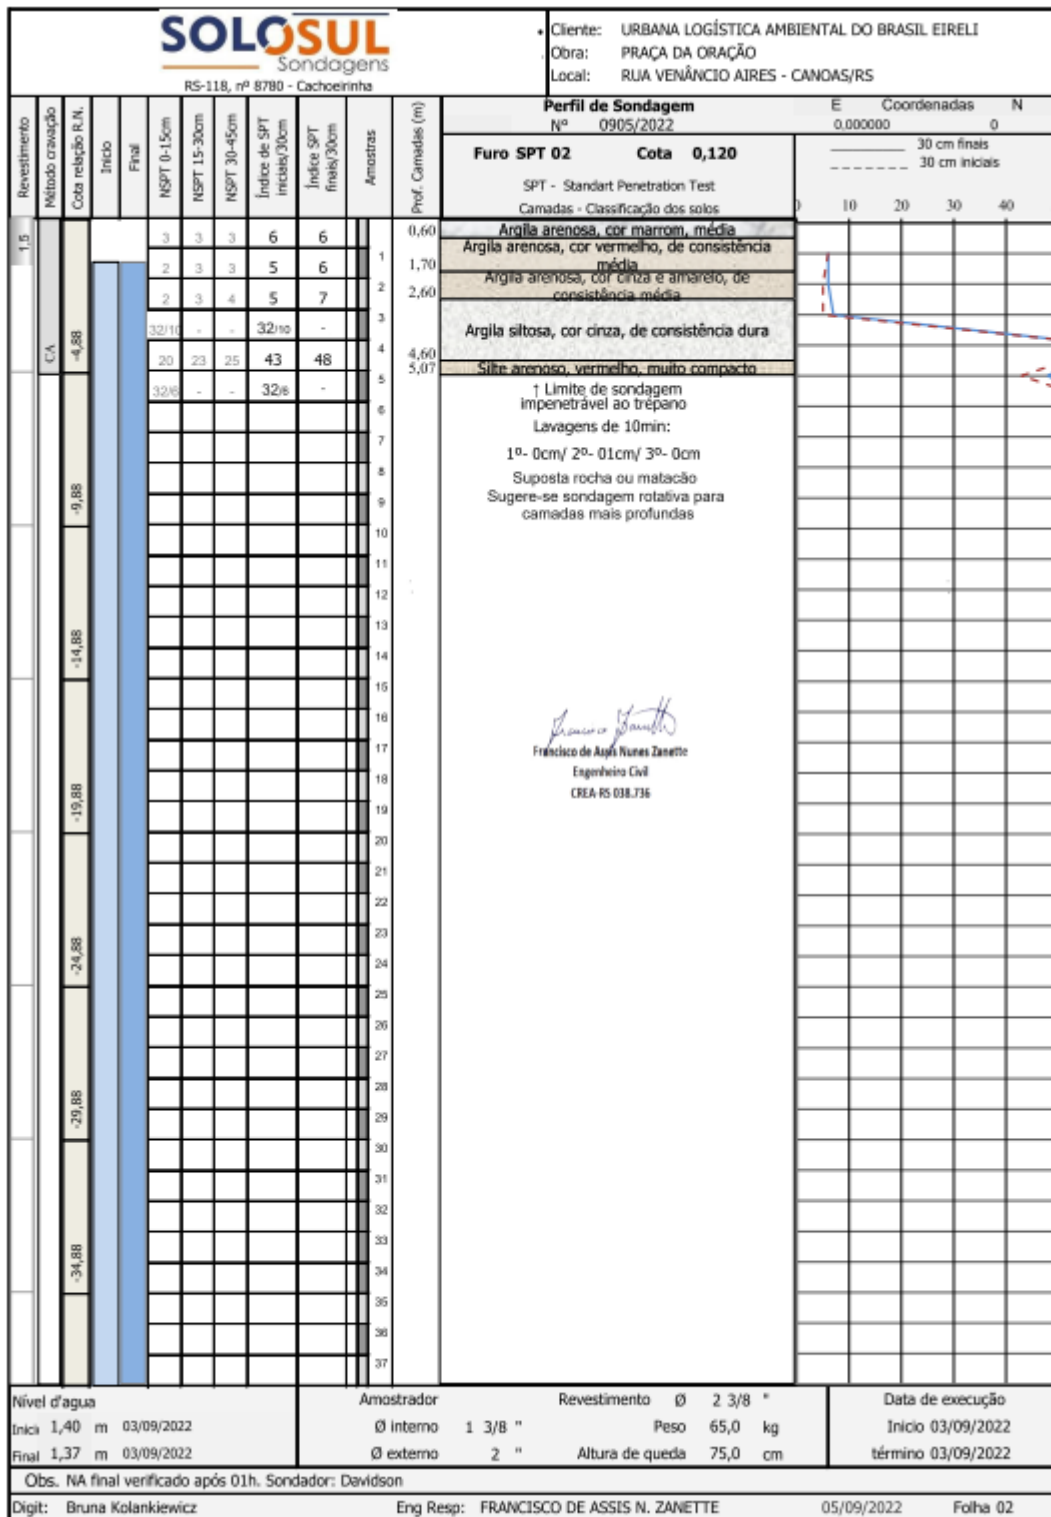 SOLOSUL
Sondagens
RS-118, nº 8780 - Cachoeirinha
Cliente: URBANA LOGÍSTICA AMBIENTAL DO BRASIL EIRELI
Obra: PRAÇA DA ORAÇÃO
Local: RUA VENÂNCIO AIRES - CANOAS/RS
Revestimento
Método cravação
Cota relação R.N.
Inicio
Final
NSPT 0-15cm
NSPT 15-30cm
NSPT 30-45cm
Índice de SPT iniciais/30cm
Índice SPT finais/30cm
Amostras
Prof. Camadas (m)
Perfil de Sondagem
Nº 0905/2022
Furo SPT 02 Cota 0,120
SPT - Standart Penetration Test
Camadas - Classificação dos solos
E Coordenadas N
0,000000 0
30 cm finais
30 cm iniciais
0 10 20 30 40
1,5
CA
3 3 3 6 6
2 3 3 5 6
2 3 4 5 7
32/10 - - 32/10 -
20 23 25 43 48
32/6 - - 32/6 -
-4,88
-9,88
-14,88
-19,88
-24,88
-29,88
-34,88
1
2
3
4
5
6
7
8
9
10
11
12
13
14
15
16
17
18
19
20
21
22
23
24
25
26
27
28
29
30
31
32
33
34
35
36
37
0,60 Argila arenosa, cor marrom, média
1,70 Argila arenosa, cor vermelho, de consistência
média
2,60 Argila arenosa, cor cinza e amarelo, de
consistência média
4,60 Argila siltosa, cor cinza, de consistência dura
5,07 Silte arenoso, vermelho, muito compacto
↑ Limite de sondagem
impenetrável ao trépano
Lavagens de 10min:
1º- 0cm/ 2º- 01cm/ 3º- 0cm
Suposta rocha ou matacão
Sugere-se sondagem rotativa para
camadas mais profundas
Francisco de Assis Nunes Zanette
Engenheiro Civil
CREA-RS 038.736
Nível d'agua
Inici 1,40 m 03/09/2022
Final 1,37 m 03/09/2022
Amostrador
Ø interno 1 3/8 "
Ø externo 2 "
Revestimento Ø 2 3/8 "
Peso 65,0 kg
Altura de queda 75,0 cm
Data de execução
Inicio 03/09/2022
término 03/09/2022
Obs. NA final verificado após 01h. Sondador: Davidson
Digit: Bruna Kolankiewicz Eng Resp: FRANCISCO DE ASSIS N. ZANETTE 05/09/2022 Folha 02